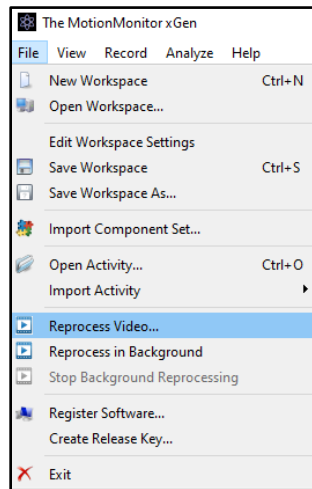 The MotionMonitor xGen
File View Record Analyze Help
New Workspace Ctrl+N
Open Workspace...
Edit Workspace Settings
Save Workspace Ctrl+S
Save Workspace As...
Import Component Set...
Open Activity... Ctrl+O
Import Activity
Reprocess Video...
Reprocess in Background
Stop Background Reprocessing
Register Software...
Create Release Key...
Exit